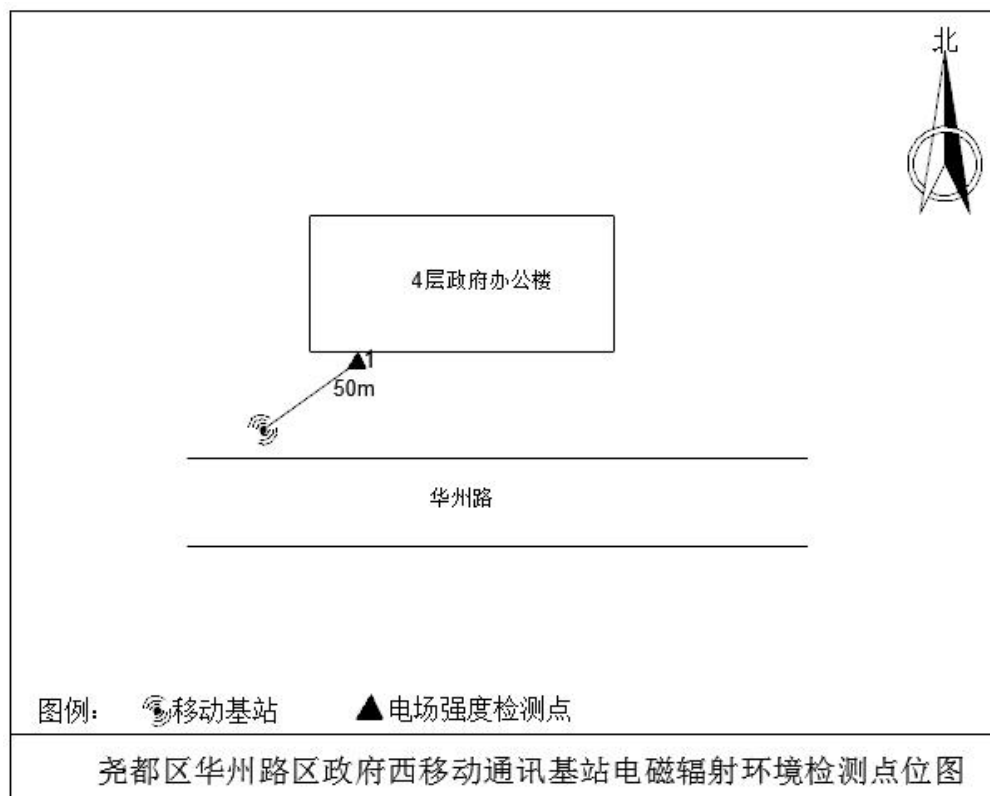 北
4层政府办公楼
1
50m
华州路
图例： 移动基站 电场强度检测点
尧都区华州路区政府西移动通讯基站电磁辐射环境检测点位图